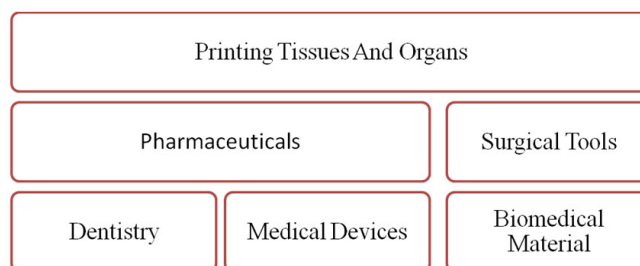 Printing Tissues And Organs
Pharmaceuticals
Surgical Tools
Dentistry
Medical Devices
Biomedical
Material